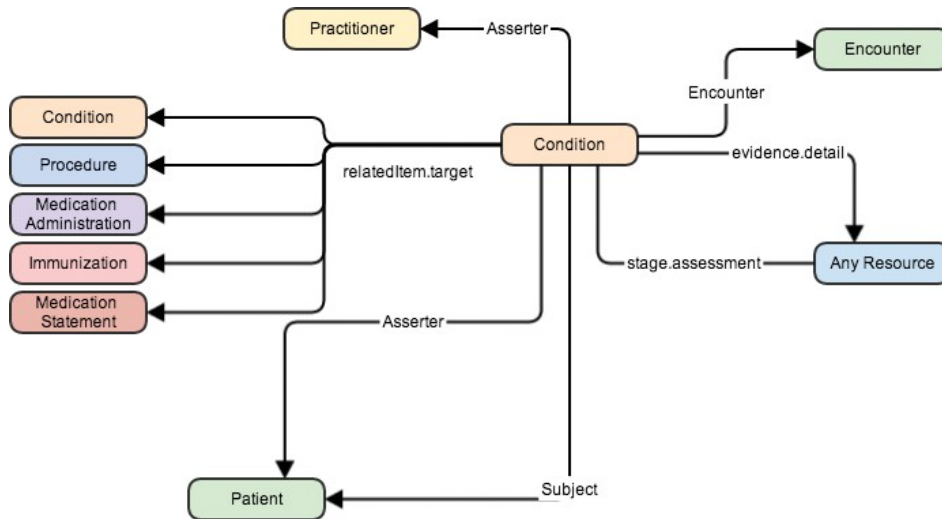 Practitioner
Asserter
Encounter
Encounter
Condition
Condition
Procedure
evidence.detail
relatedItem.target
Medication
Administration
Immunization
stage.assessment
Any Resource
Medication
Statement
Asserter
Patient
Subject